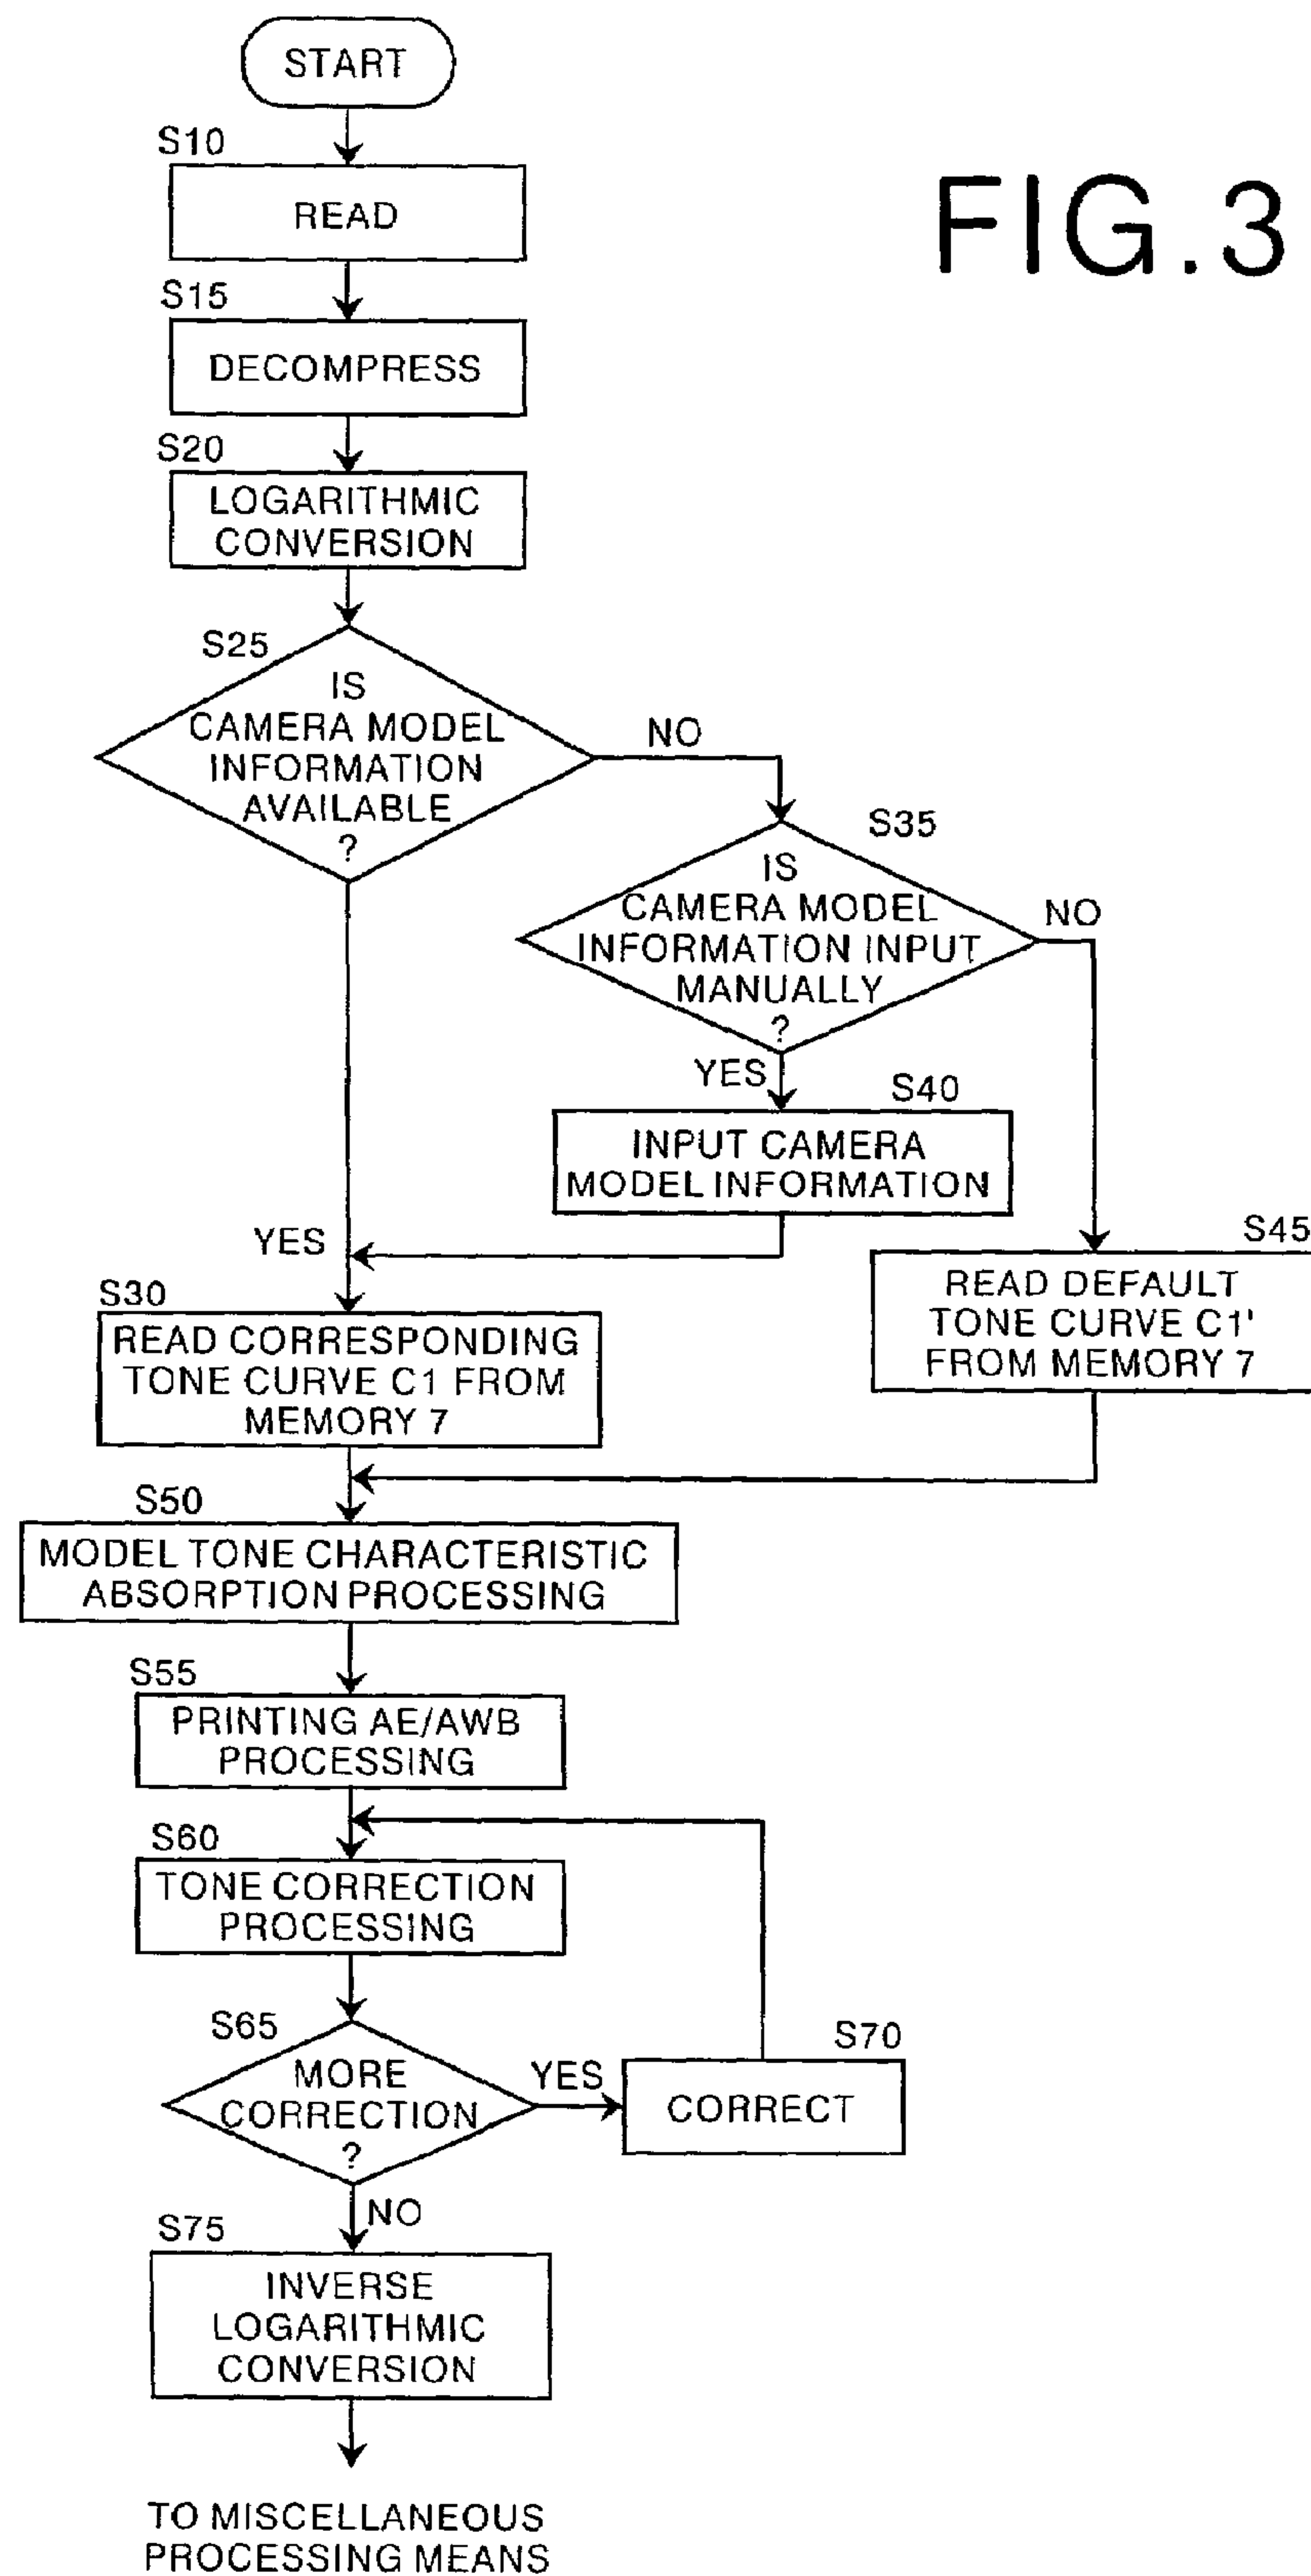 FIG.3
START
S10
READ
S15
DECOMPRESS
S20
LOGARITHMIC
CONVERSION
S25
IS
CAMERA MODEL
INFORMATION
AVAILABLE
?
NO
S35
IS
CAMERA MODEL
INFORMATION INPUT
MANUALLY
?
NO
YES
S40
INPUT CAMERA
MODEL INFORMATION
YES
S45
READ DEFAULT
TONE CURVE C1'
FROM MEMORY 7
S30
READ CORRESPONDING
TONE CURVE C1 FROM
MEMORY 7
S50
MODEL TONE CHARACTERISTIC
ABSORPTION PROCESSING
S55
PRINTING AE/AWB
PROCESSING
S60
TONE CORRECTION
PROCESSING
S65
MORE
CORRECTION
?
YES
S70
CORRECT
NO
S75
INVERSE
LOGARITHMIC
CONVERSION
TO MISCELLANEOUS
PROCESSING MEANS